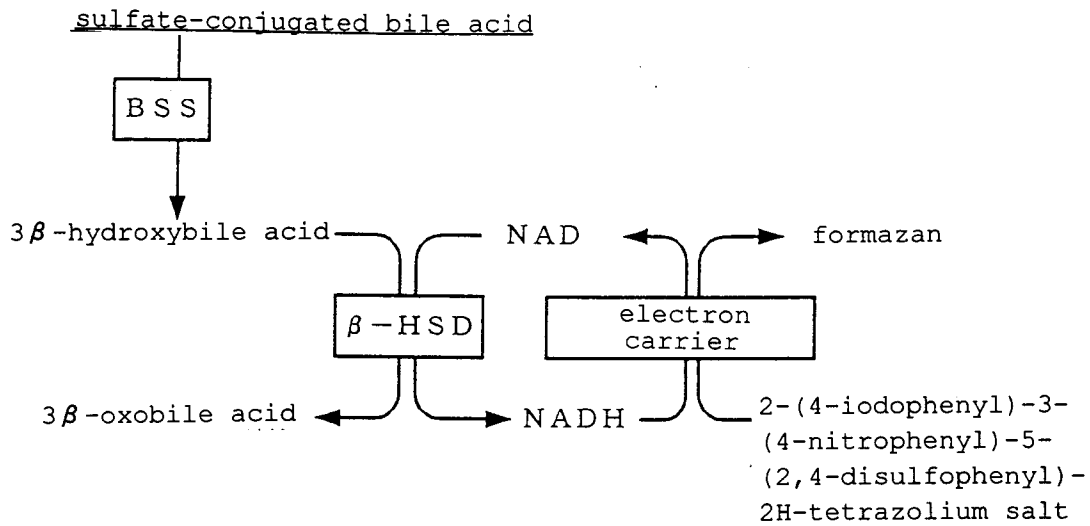 sulfate-conjugated bile acid
BSS
3β-hydroxybile acid
NAD
formazan
β-HSD
electron
carrier
3β-oxobile acid
NADH
2-(4-iodophenyl)-3-
(4-nitrophenyl)-5-
(2,4-disulfophenyl)-
2H-tetrazolium salt